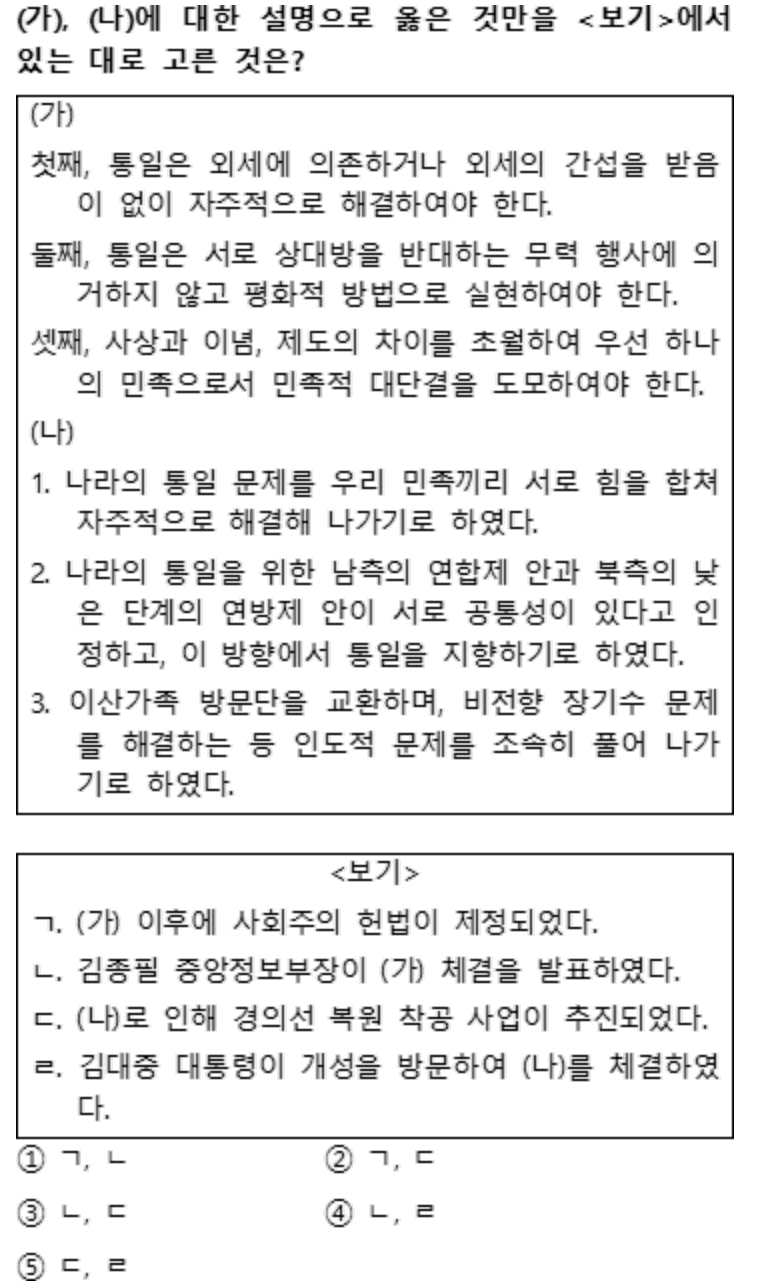 (가), (나)에 대한 설명으로 옳은 것만을 <보기>에서
있는 대로 고른 것은?
(가)
첫째, 통일은 외세에 의존하거나 외세의 간섭을 받음
이 없이 자주적으로 해결하여야 한다.
둘째, 통일은 서로 상대방을 반대하는 무력 행사에 의
거하지 않고 평화적 방법으로 실현하여야 한다.
셋째, 사상과 이념, 제도의 차이를 초월하여 우선 하나
의 민족으로서 민족적 대단결을 도모하여야 한다.
(나)
1. 나라의 통일 문제를 우리 민족끼리 서로 힘을 합쳐
자주적으로 해결해 나가기로 하였다.
2. 나라의 통일을 위한 남측의 연합제 안과 북측의 낮
은 단계의 연방제 안이 서로 공통성이 있다고 인
정하고, 이 방향에서 통일을 지향하기로 하였다.
3. 이산가족 방문단을 교환하며, 비전향 장기수 문제
를 해결하는 등 인도적 문제를 조속히 풀어 나가
기로 하였다.
<보기>
ㄱ. (가) 이후에 사회주의 헌법이 제정되었다.
ㄴ. 김종필 중앙정보부장이 (가) 체결을 발표하였다.
ㄷ. (나)로 인해 경의선 복원 착공 사업이 추진되었다.
ㄹ. 김대중 대통령이 개성을 방문하여 (나)를 체결하였
다.
① ㄱ, ㄴ ② ㄱ, ㄷ
③ ㄴ, ㄷ ④ ㄴ, ㄹ
⑤ ㄷ, ㄹ